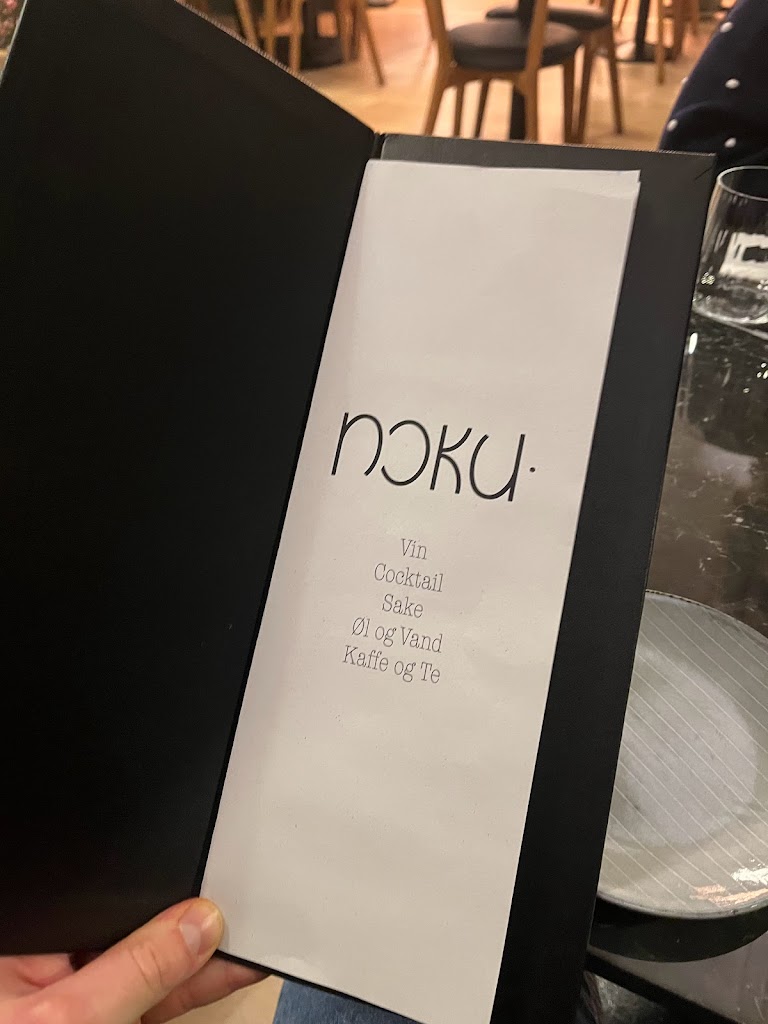 noku.
Vin
Cocktail
Sake
Øl og Vand
Kaffe og Te